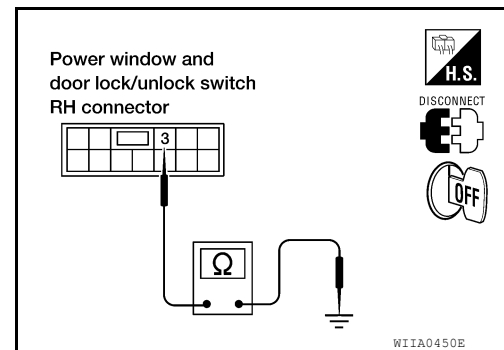 Power window and
door lock/unlock switch
RH connector
H.S.
DISCONNECT
3
OFF
Ω
WIIA0450E